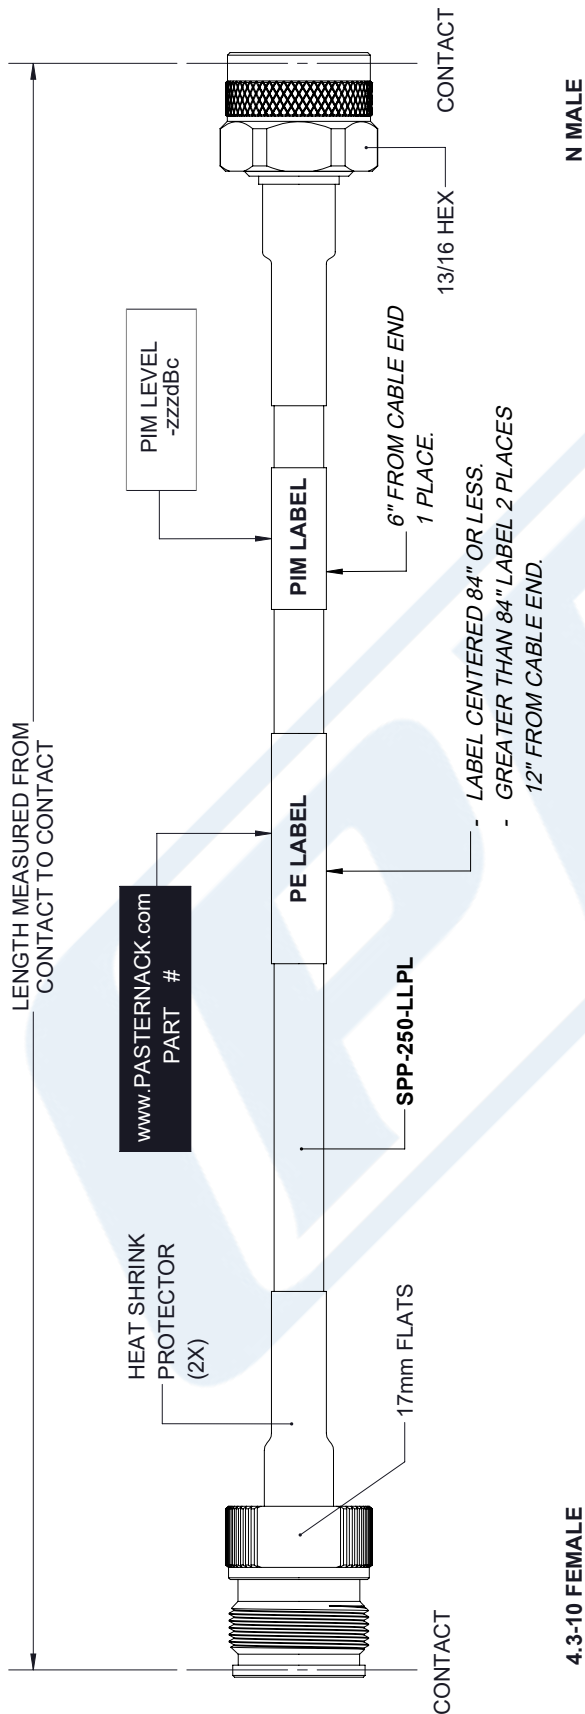 LENGTH MEASURED FROM
CONTACT TO CONTACT
HEAT SHRINK
PROTECTOR
(2X)
www.PASTERNACK.com
PART #
PIM LEVEL
-zzzdBc
PE LABEL
PIM LABEL
CONTACT
17mm FLATS
SPP-250-LLPL
- LABEL CENTERED 84" OR LESS.
- GREATER THAN 84" LABEL 2 PLACES
12" FROM CABLE END.
6" FROM CABLE END
1 PLACE.
13/16 HEX
CONTACT
4.3-10 FEMALE
N MALE